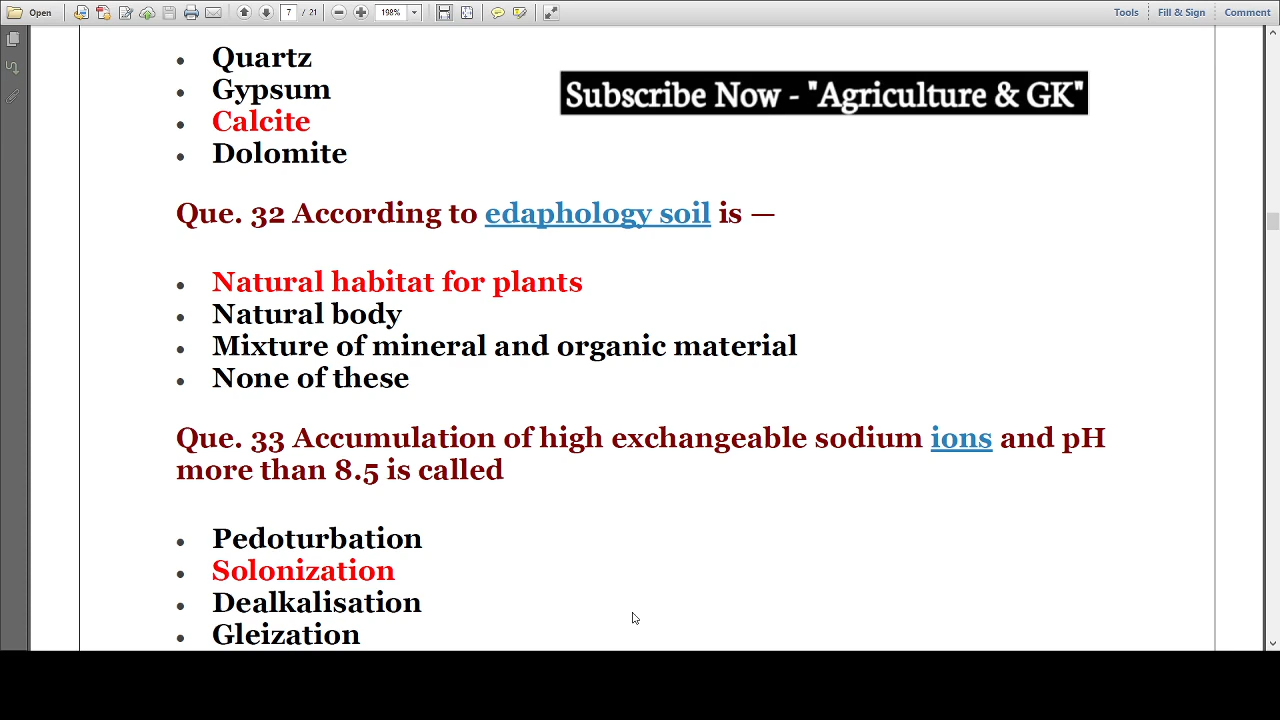 Open
7 / 21
198%
Tools
Fill & Sign
Comment
• Quartz
• Gypsum
• Calcite
• Dolomite
Subscribe Now - "Agriculture & GK"
Que. 32 According to edaphology soil is —
• Natural habitat for plants
• Natural body
• Mixture of mineral and organic material
• None of these
Que. 33 Accumulation of high exchangeable sodium ions and pH
more than 8.5 is called
• Pedoturbation
• Solonization
• Dealkalisation
• Gleization